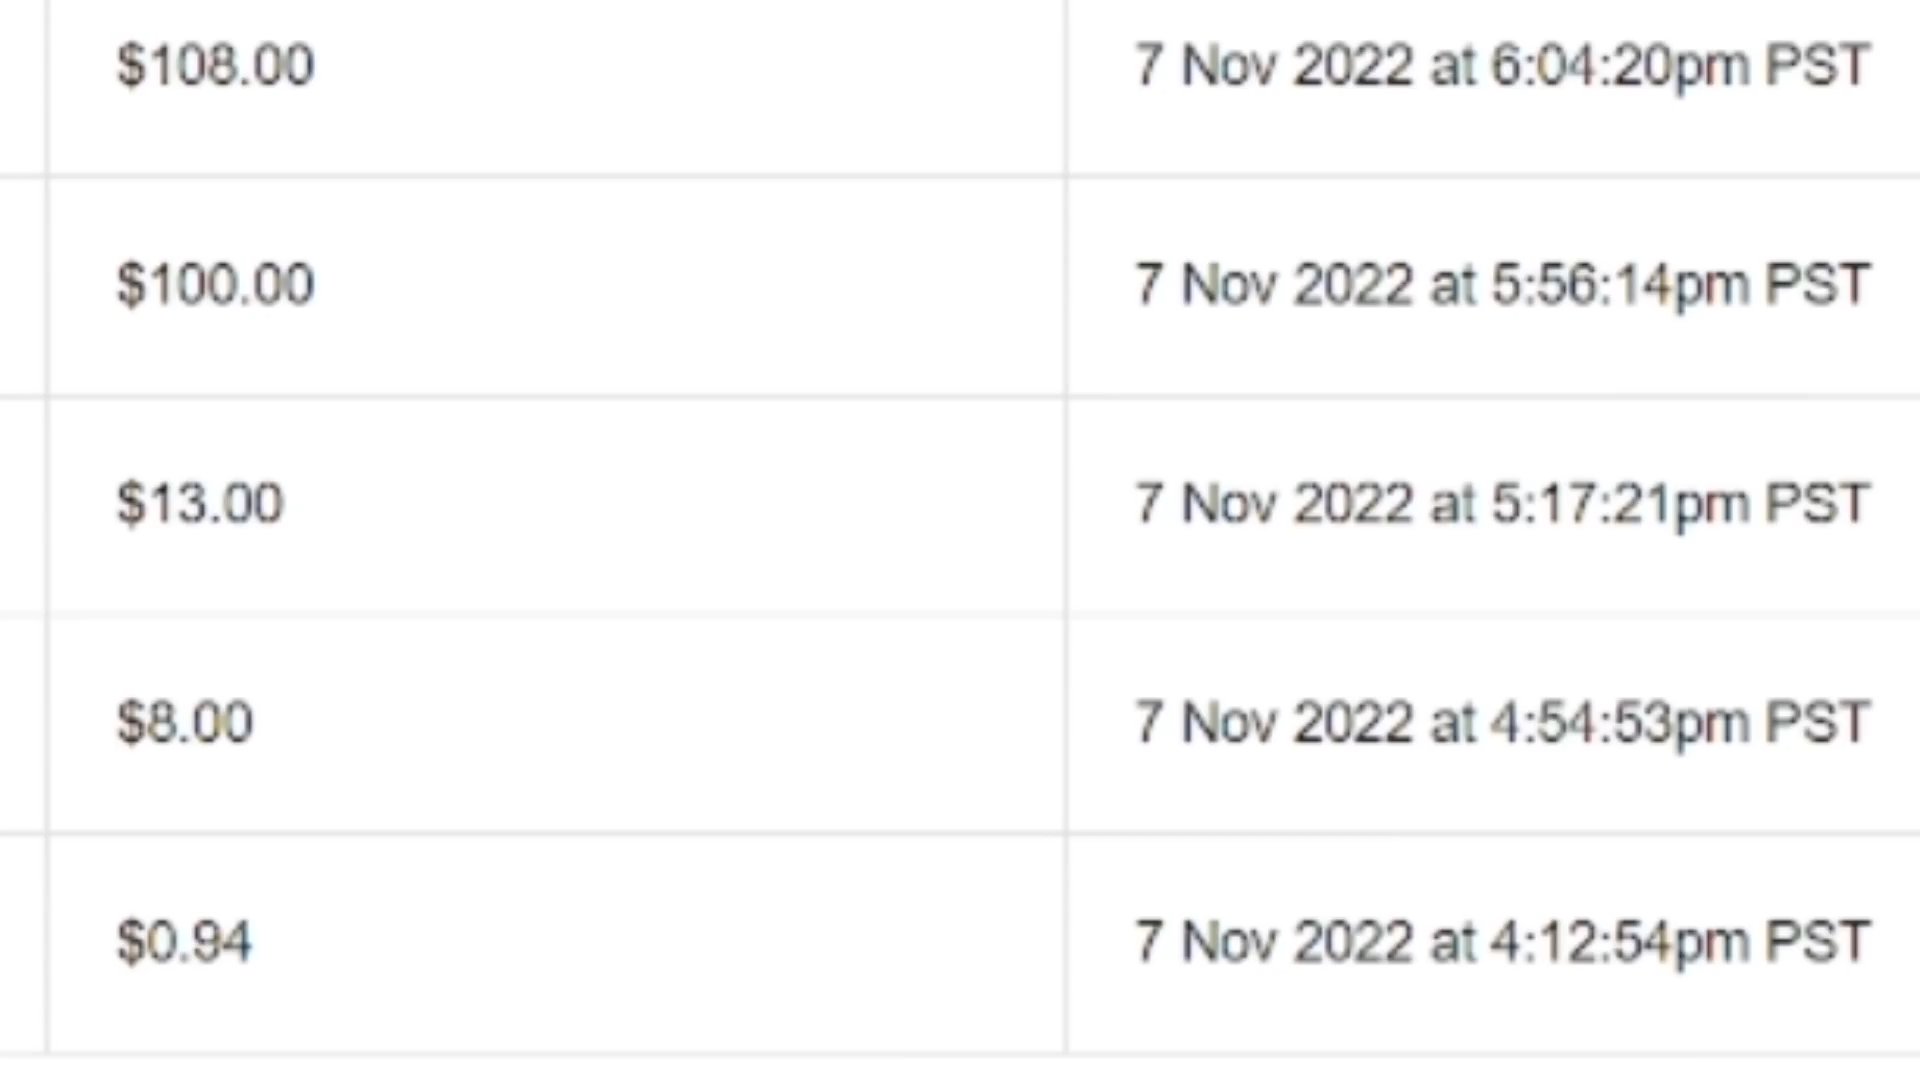 $108.00 7 Nov 2022 at 6:04:20pm PST
$100.00 7 Nov 2022 at 5:56:14pm PST
$13.00 7 Nov 2022 at 5:17:21pm PST
$8.00 7 Nov 2022 at 4:54:53pm PST
$0.94 7 Nov 2022 at 4:12:54pm PST